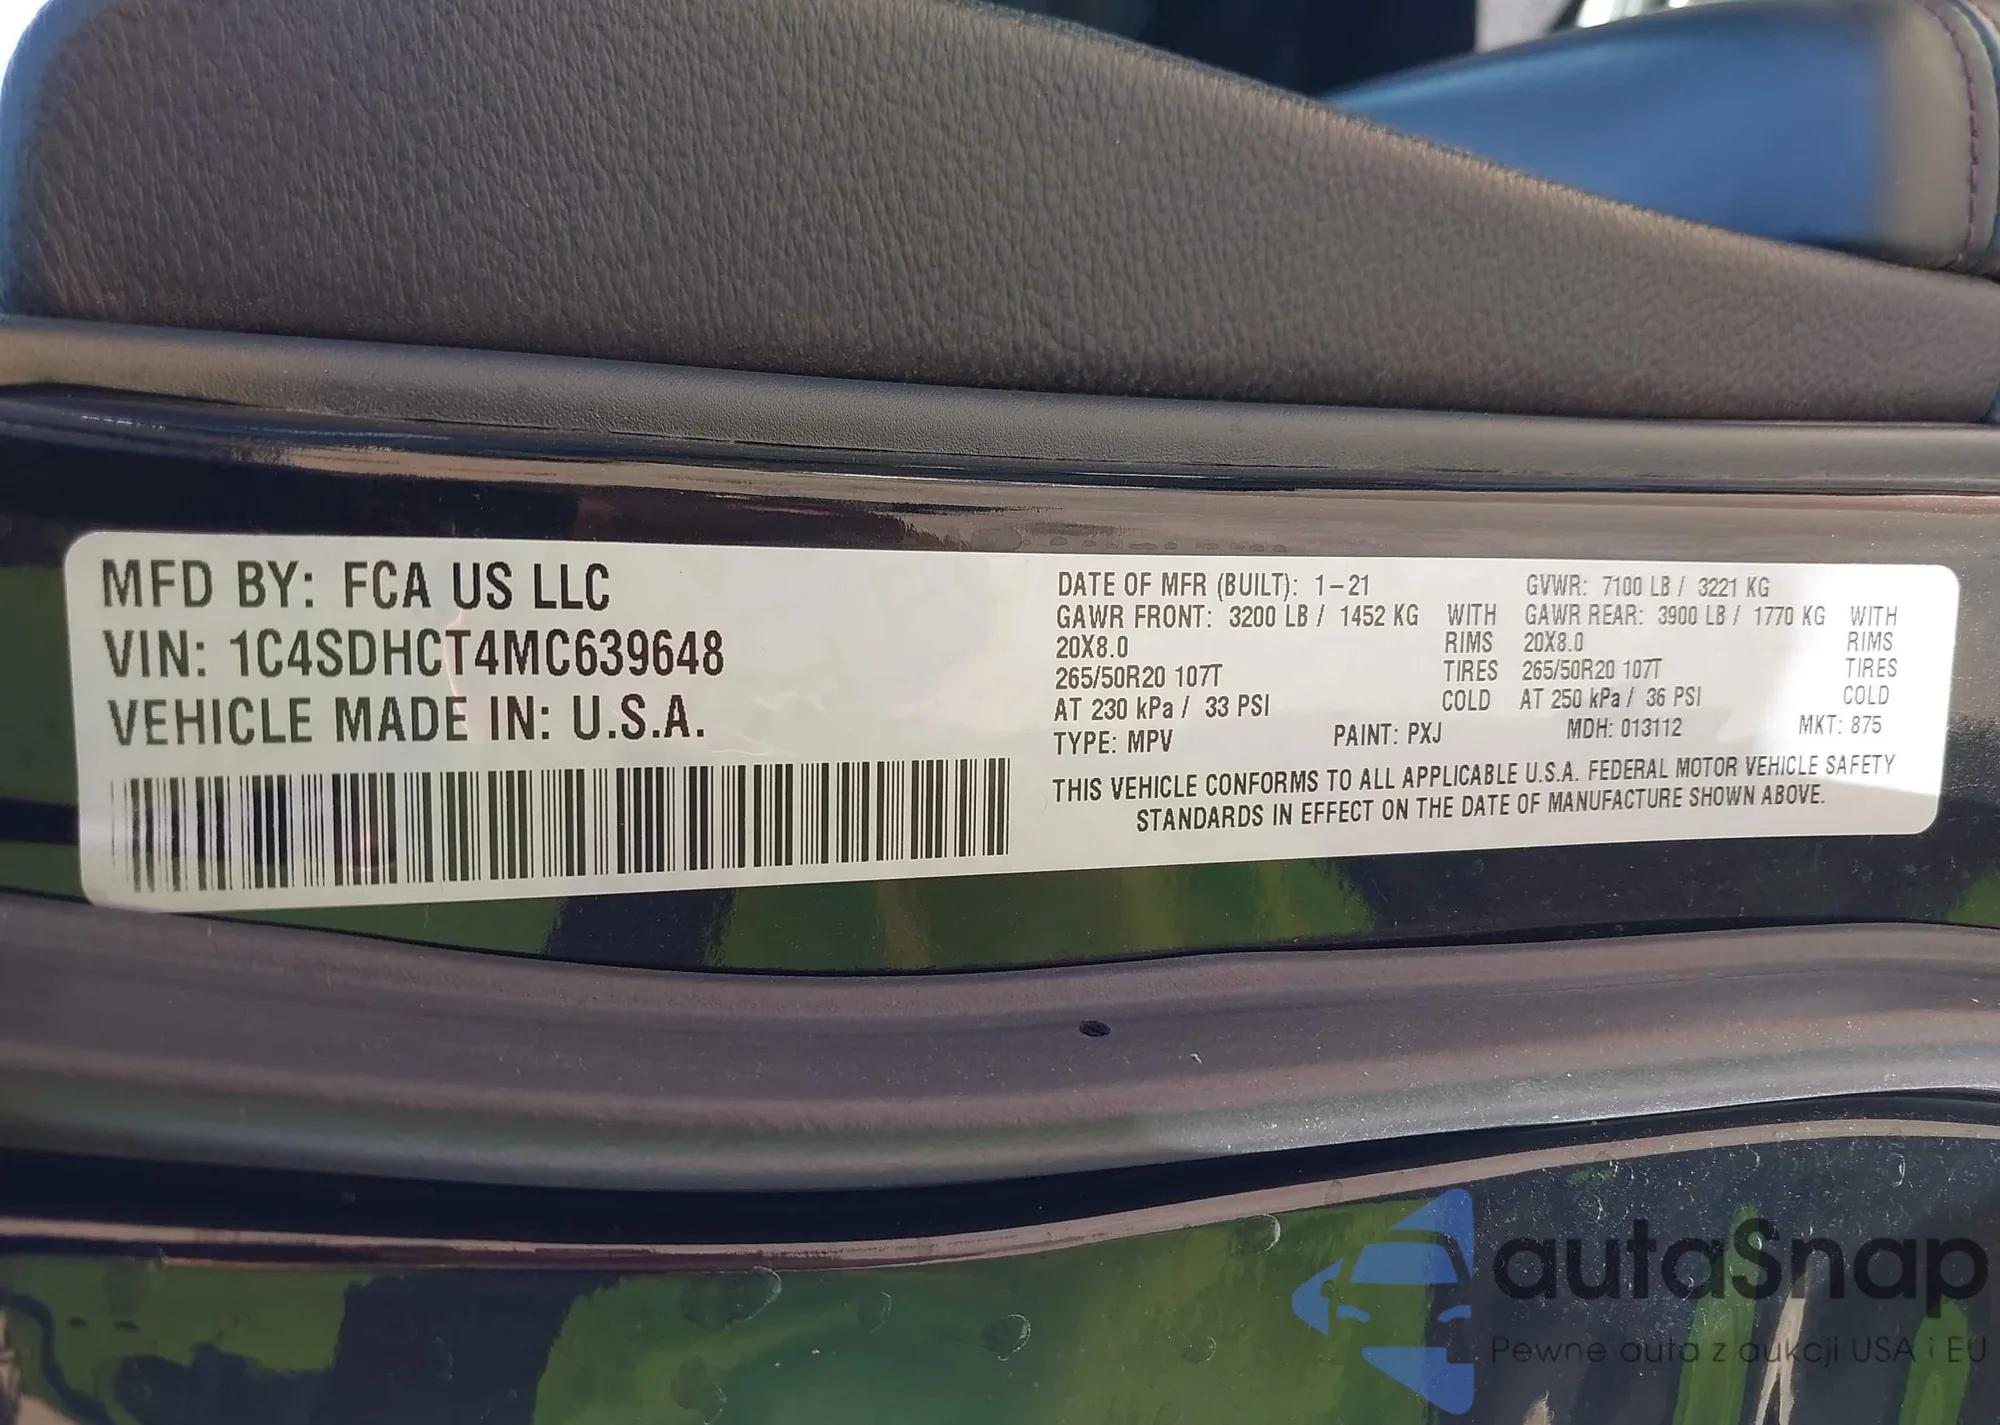 MFD BY: FCA US LLC
VIN: 1C4SDHCT4MC639648
VEHICLE MADE IN: U.S.A.
DATE OF MFR (BUILT): 1-21 GVWR: 7100 LB / 3221 KG
GAWR FRONT: 3200 LB / 1452 KG WITH GAWR REAR: 3900 LB / 1770 KG WITH
20X8.0 RIMS 20X8.0 RIMS
265/50R20 107T TIRES 265/50R20 107T TIRES
AT 230 kPa / 33 PSI COLD AT 250 kPa / 36 PSI COLD
TYPE: MPV PAINT: PXJ MDH: 013112 MKT: 875
THIS VEHICLE CONFORMS TO ALL APPLICABLE U.S.A. FEDERAL MOTOR VEHICLE SAFETY
STANDARDS IN EFFECT ON THE DATE OF MANUFACTURE SHOWN ABOVE.
autaSnap
Pewne auta z aukcji USA i EU